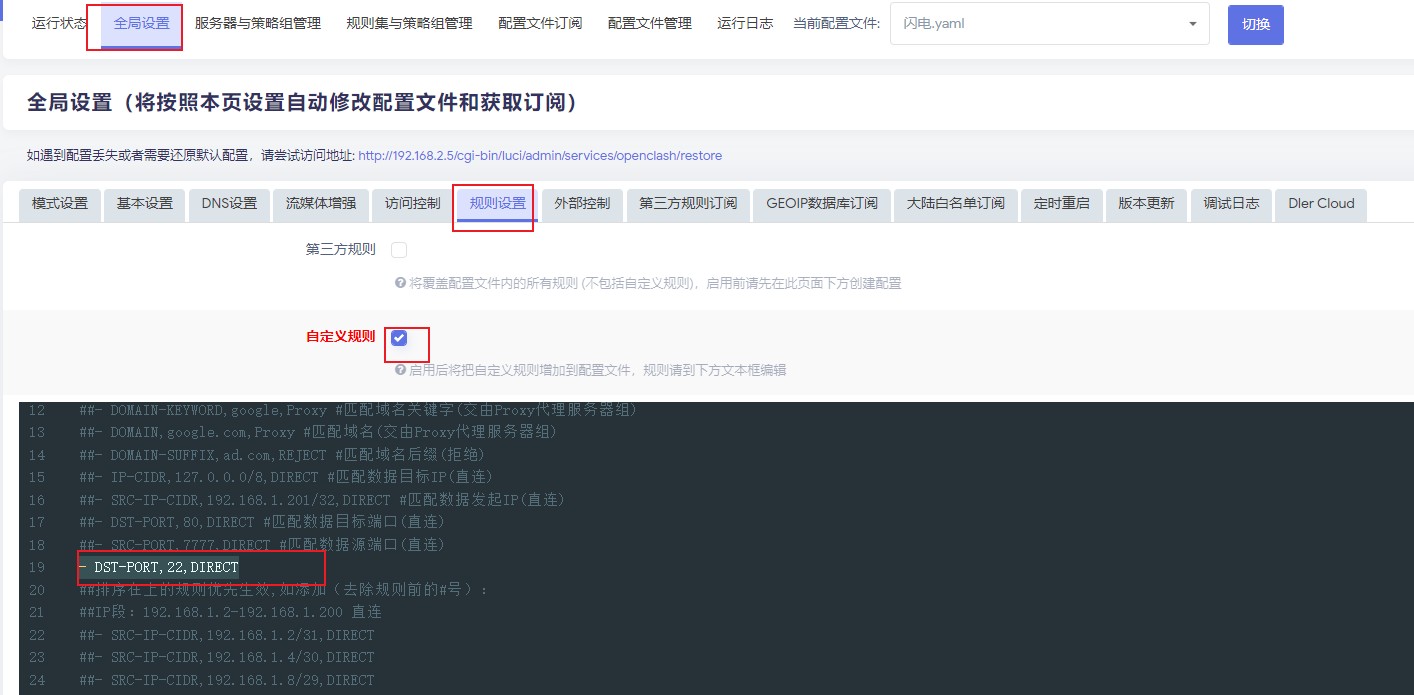 运行状态 全局设置 服务器与策略组管理 规则集与策略组管理 配置文件订阅 配置文件管理 运行日志 当前配置文件: 闪电.yaml 切换
全局设置（将按照本页设置自动修改配置文件和获取订阅）
如遇到配置丢失或者需要还原默认配置，请尝试访问地址: http://192.168.2.5/cgi-bin/luci/admin/services/openclash/restore
模式设置 基本设置 DNS设置 流媒体增强 访问控制 规则设置 外部控制 第三方规则订阅 GEOIP数据库订阅 大陆白名单订阅 定时重启 版本更新 调试日志 Dler Cloud
第三方规则
将覆盖配置文件内的所有规则 (不包括自定义规则)，启用前请先在此页面下方创建配置
自定义规则
启用后将把自定义规则增加到配置文件，规则请到下方文本框编辑
12 ##- DOMAIN-KEYWORD,google,Proxy #匹配域名关键字(交由Proxy代理服务器组)
13 ##- DOMAIN,google.com,Proxy #匹配域名(交由Proxy代理服务器组)
14 ##- DOMAIN-SUFFIX,ad.com,REJECT #匹配域名后缀(拒绝)
15 ##- IP-CIDR,127.0.0.0/8,DIRECT #匹配数据目标IP(直连)
16 ##- SRC-IP-CIDR,192.168.1.201/32,DIRECT #匹配数据发起IP(直连)
17 ##- DST-PORT,80,DIRECT #匹配数据目标端口(直连)
18 ##- SRC-PORT,7777,DIRECT #匹配数据源端口(直连)
19 - DST-PORT,22,DIRECT
20 ##排序在上的规则优先生效,如添加（去除规则前的#号）：
21 ##IP段：192.168.1.2-192.168.1.200 直连
22 ##- SRC-IP-CIDR,192.168.1.2/31,DIRECT
23 ##- SRC-IP-CIDR,192.168.1.4/30,DIRECT
24 ##- SRC-IP-CIDR,192.168.1.8/29,DIRECT